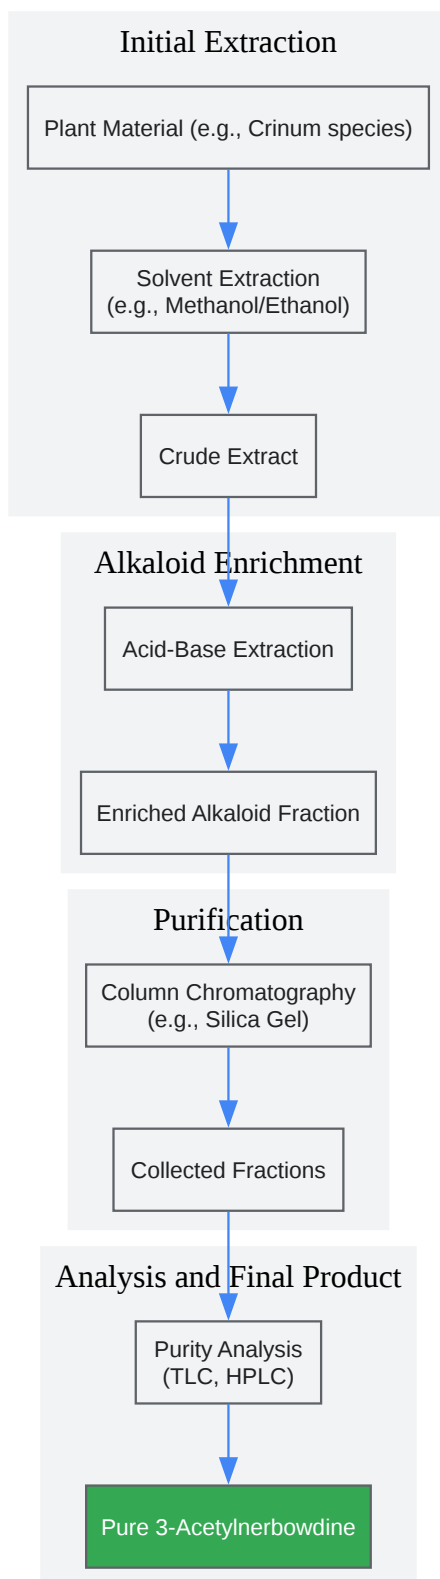 Initial Extraction
Plant Material (e.g., Crinum species)
Solvent Extraction
(e.g., Methanol/Ethanol)
Crude Extract
Alkaloid Enrichment
Acid-Base Extraction
Enriched Alkaloid Fraction
Purification
Column Chromatography
(e.g., Silica Gel)
Collected Fractions
Analysis and Final Product
Purity Analysis
(TLC, HPLC)
Pure 3-Acetylnerbowdine